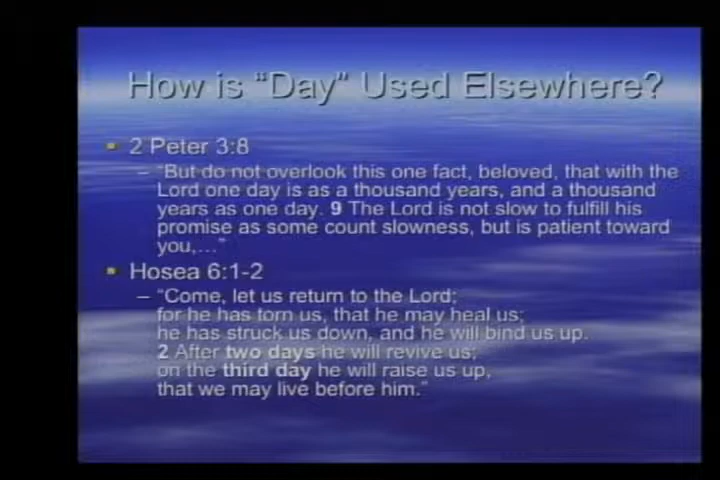 How is “Day” Used Elsewhere?
2 Peter 3:8
– “But do not overlook this one fact, beloved, that with the
Lord one day is as a thousand years, and a thousand
years as one day. 9 The Lord is not slow to fulfill his
promise as some count slowness, but is patient toward
you,…”
Hosea 6:1-2
– “Come, let us return to the Lord;
for he has torn us, that he may heal us;
he has struck us down, and he will bind us up.
2 After two days he will revive us;
on the third day he will raise us up,
that we may live before him.”